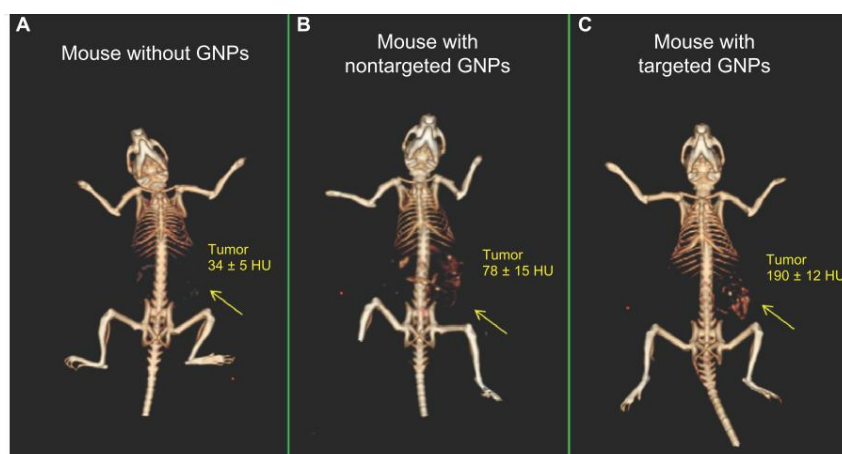 A
Mouse without GNPs
Tumor
34 ± 5 HU
B
Mouse with
nontargeted GNPs
Tumor
78 ± 15 HU
C
Mouse with
targeted GNPs
Tumor
190 ± 12 HU